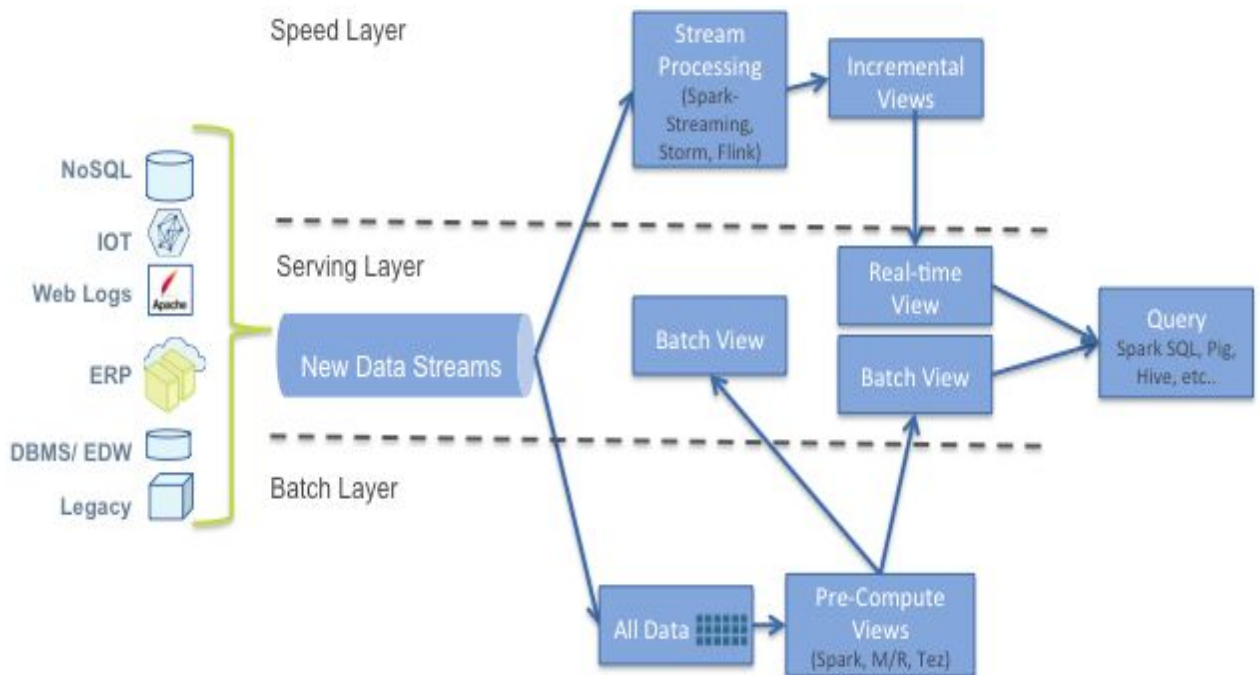 Speed Layer
Stream
Processing
(Spark-
Streaming,
Storm, Flink)
Incremental
Views
NoSQL
IOT
Web Logs
Apache
ERP
DBMS/ EDW
Legacy
Serving Layer
New Data Streams
Batch View
Real-time
View
Batch View
Query
Spark SQL, Pig,
Hive, etc..
Batch Layer
All Data
Pre-Compute
Views
(Spark, M/R, Tez)